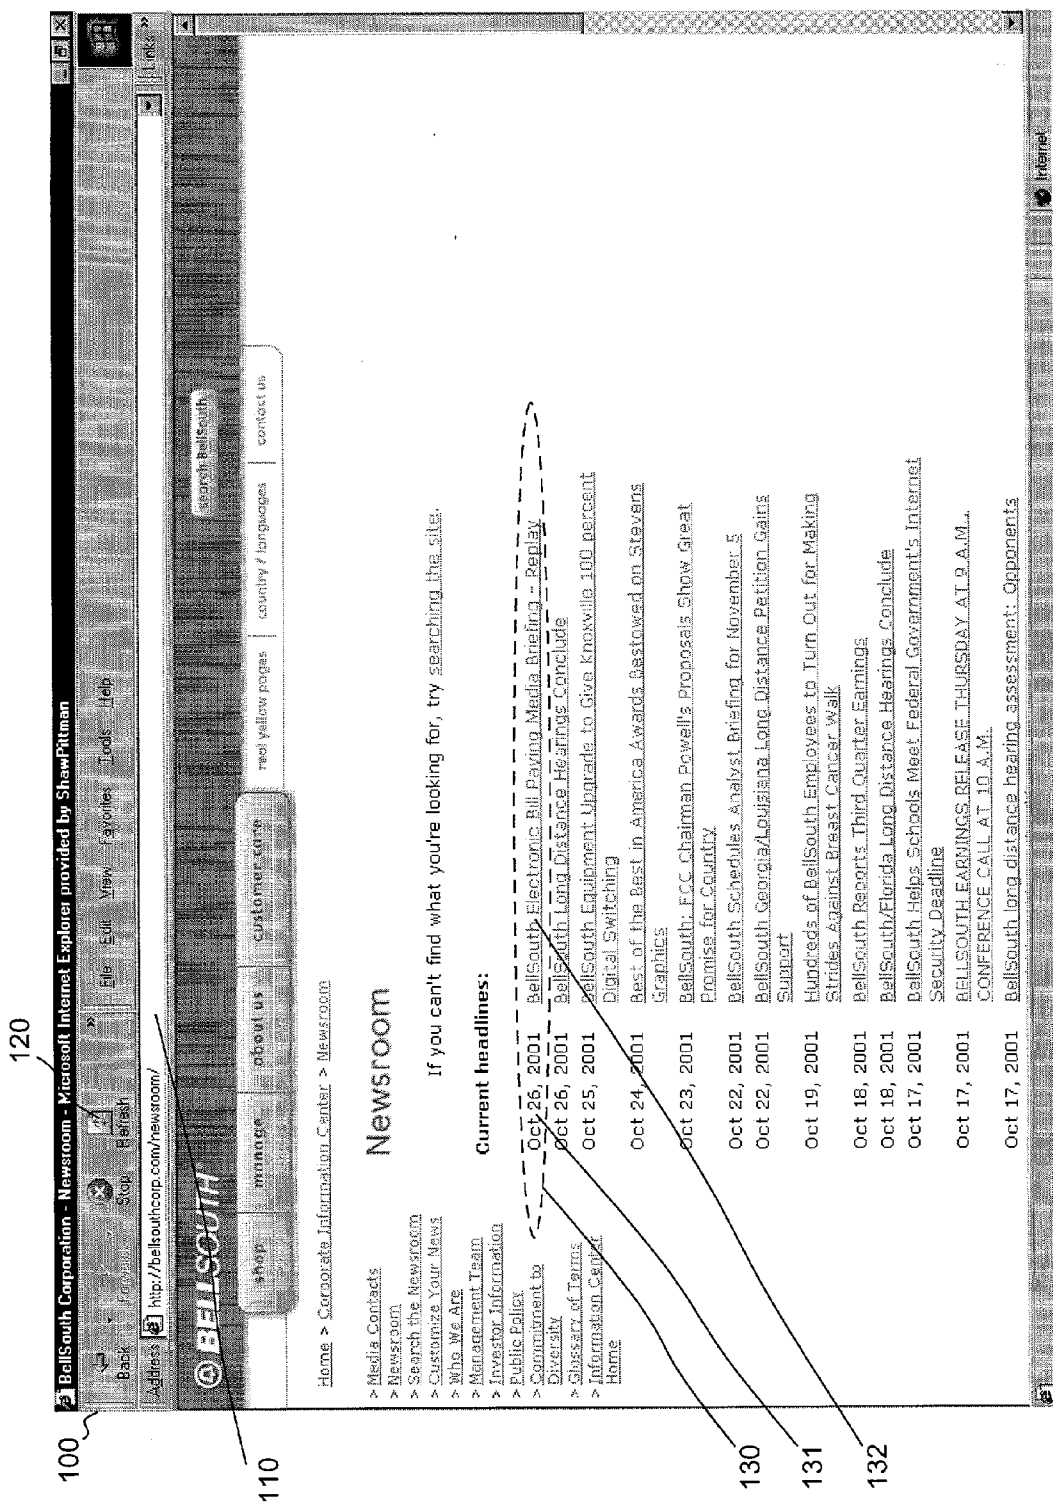 120
100
BellSouth Corporation - Newsroom - Microsoft Internet Explorer provided by ShawPittman
Back Forward Stop Refresh » File Edit View Favorites Tools Help
Address http://bellsouthcorp.com/newsroom/ Links »
110
BELLSOUTH
search BellSouth
shop manage about us customer care real yellow pages country / languages contact us
Home > Corporate Information Center > Newsroom
> Media Contacts
> Newsroom
> Search the Newsroom
> Customize Your News
> Who We Are
> Management Team
> Investor Information
> Public Policy
> Commitment to
Diversity
> Glossary of Terms
> Information Center
Home
Newsroom
If you can't find what you're looking for, try searching the site.
Current headlines:
Oct 26, 2001 BellSouth Electronic Bill Paying Media Briefing - Replay
Oct 26, 2001 BellSouth Long Distance Hearings Conclude
Oct 25, 2001 BellSouth Equipment Upgrade to Give Knoxville 100 percent
Digital Switching
Oct 24, 2001 Best of the Best in America Awards Bestowed on Stevens
Graphics
Oct 23, 2001 BellSouth: FCC Chairman Powell's Proposals Show Great
Promise for Country
Oct 22, 2001 BellSouth Schedules Analyst Briefing for November 5
Oct 22, 2001 BellSouth Georgia/Louisiana Long Distance Petition Gains
Support
Oct 19, 2001 Hundreds of BellSouth Employees to Turn Out for Making
Strides Against Breast Cancer Walk
Oct 18, 2001 BellSouth Reports Third Quarter Earnings
Oct 18, 2001 BellSouth/Florida Long Distance Hearings Conclude
Oct 17, 2001 BellSouth Helps Schools Meet Federal Government's Internet
Security Deadline
Oct 17, 2001 BELLSOUTH EARNINGS RELEASE THURSDAY AT 9 A.M.,
CONFERENCE CALL AT 10 A.M.
Oct 17, 2001 BellSouth long distance hearing assessment: Opponents
Internet
130
131
132